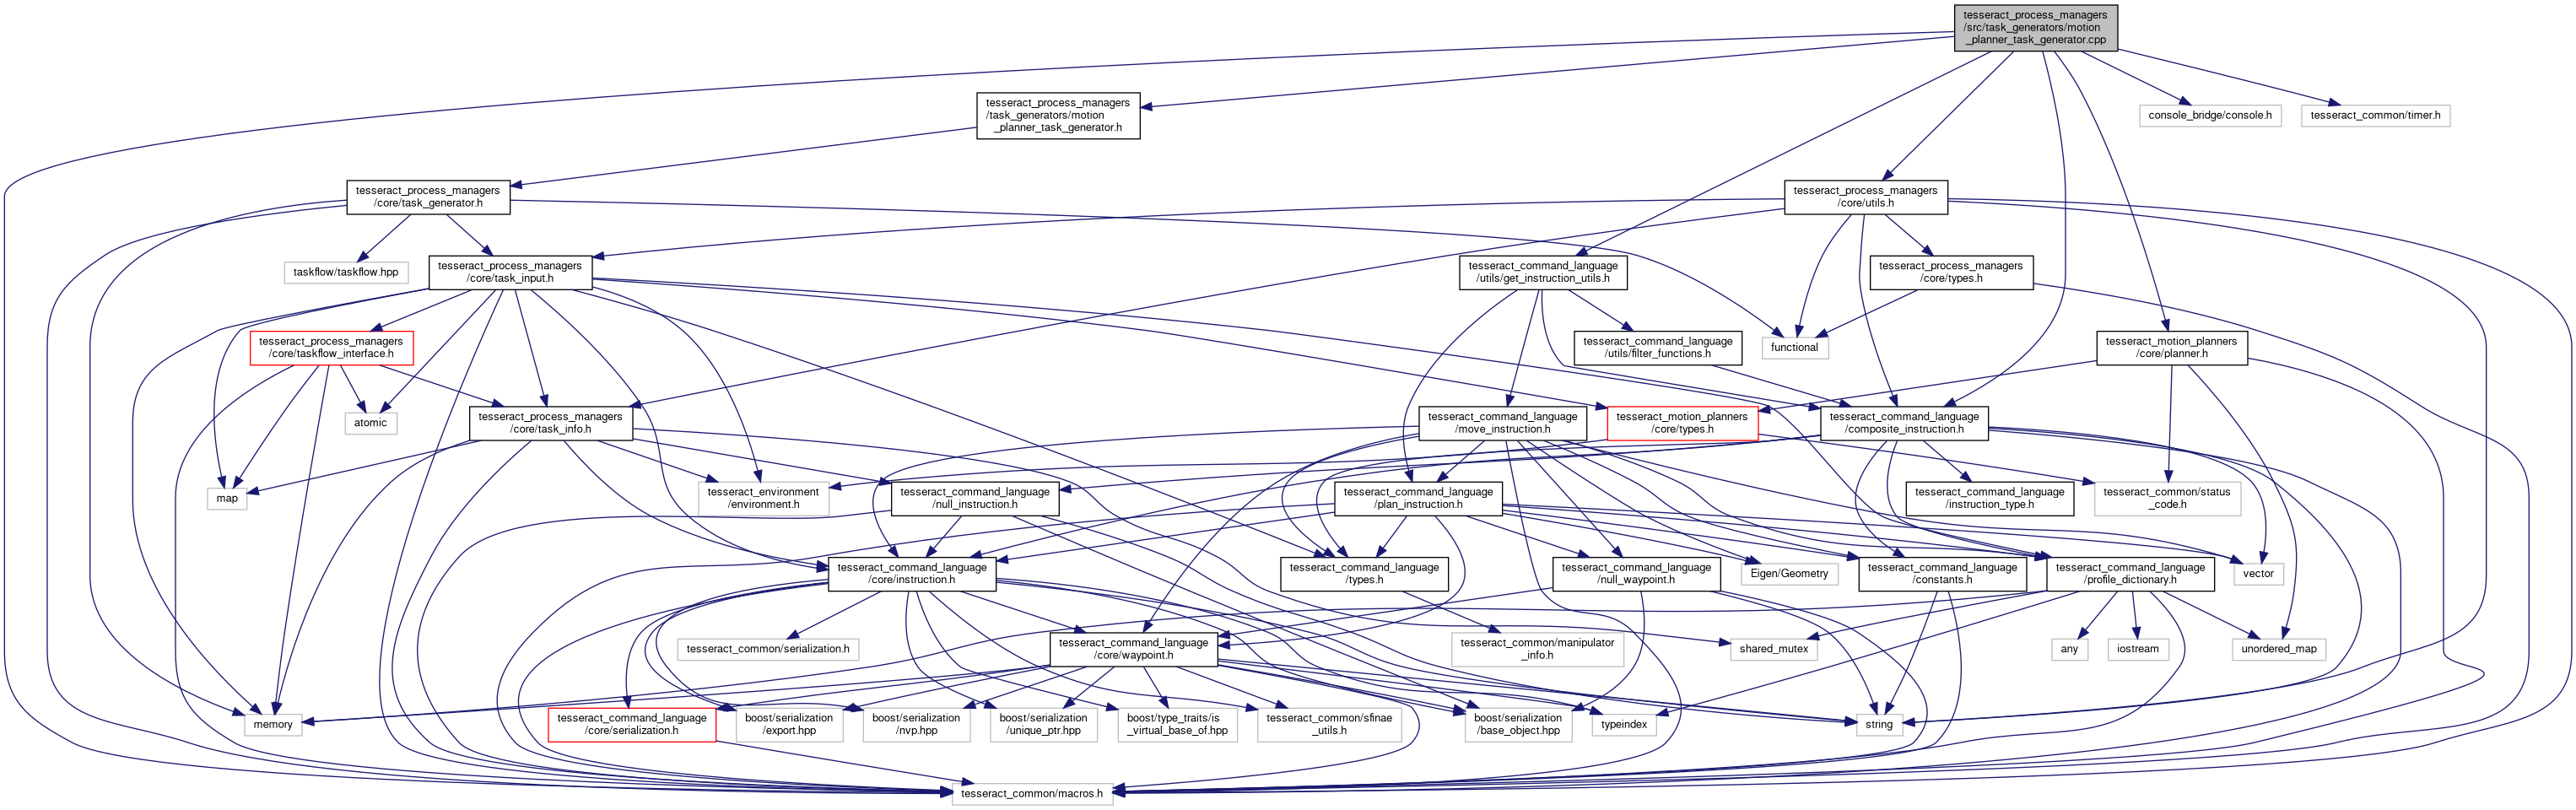 tesseract_process_managers
/src/task_generators/motion
_planner_task_generator.cpp
tesseract_process_managers
/task_generators/motion
_planner_task_generator.h
console_bridge/console.h
tesseract_common/timer.h
tesseract_process_managers
/core/task_generator.h
tesseract_process_managers
/core/utils.h
taskflow/taskflow.hpp
tesseract_process_managers
/core/task_input.h
tesseract_command_language
/utils/get_instruction_utils.h
tesseract_process_managers
/core/types.h
tesseract_process_managers
/core/taskflow_interface.h
tesseract_command_language
/utils/filter_functions.h
functional
tesseract_motion_planners
/core/planner.h
atomic
tesseract_process_managers
/core/task_info.h
tesseract_command_language
/move_instruction.h
tesseract_motion_planners
/core/types.h
tesseract_command_language
/composite_instruction.h
map
tesseract_environment
/environment.h
tesseract_command_language
/null_instruction.h
tesseract_command_language
/plan_instruction.h
tesseract_command_language
/instruction_type.h
tesseract_common/status
_code.h
tesseract_command_language
/core/instruction.h
tesseract_command_language
/types.h
tesseract_command_language
/null_waypoint.h
Eigen/Geometry
tesseract_command_language
/constants.h
tesseract_command_language
/profile_dictionary.h
vector
tesseract_common/serialization.h
tesseract_command_language
/core/waypoint.h
tesseract_common/manipulator
_info.h
shared_mutex
any
iostream
unordered_map
memory
tesseract_command_language
/core/serialization.h
boost/serialization
/export.hpp
boost/serialization
/nvp.hpp
boost/serialization
/unique_ptr.hpp
boost/type_traits/is
_virtual_base_of.hpp
tesseract_common/sfinae
_utils.h
boost/serialization
/base_object.hpp
typeindex
string
tesseract_common/macros.h